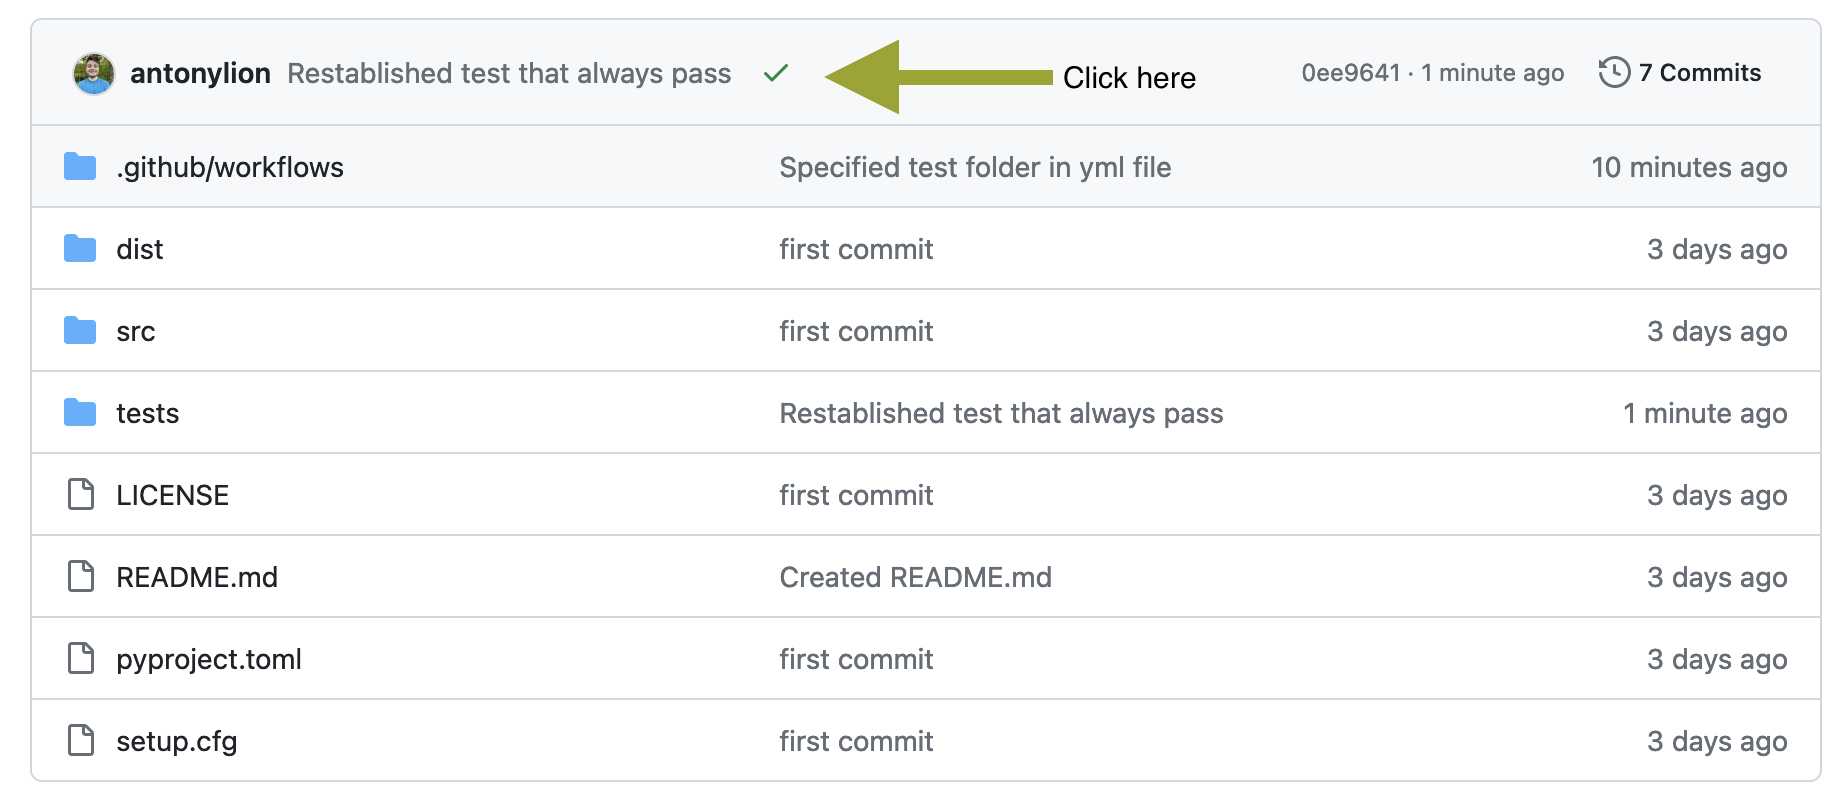 antonylion Restablished test that always pass Click here 0ee9641 · 1 minute ago 7 Commits
.github/workflows Specified test folder in yml file 10 minutes ago
dist first commit 3 days ago
src first commit 3 days ago
tests Restablished test that always pass 1 minute ago
LICENSE first commit 3 days ago
README.md Created README.md 3 days ago
pyproject.toml first commit 3 days ago
setup.cfg first commit 3 days ago